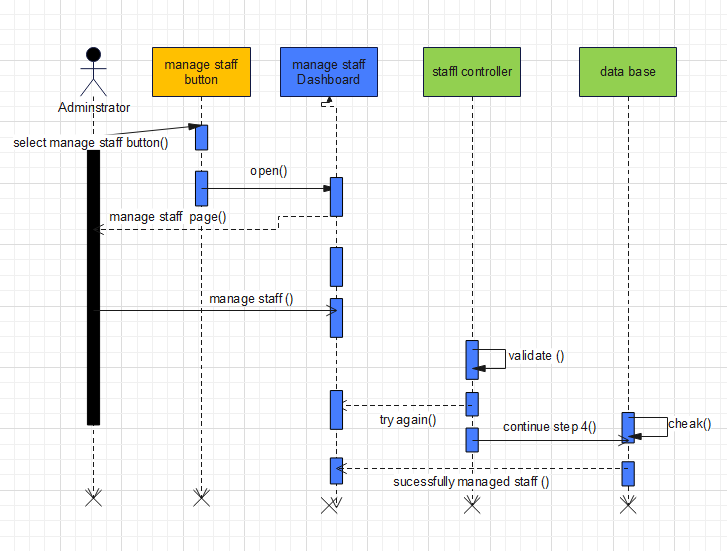 manage staff
button
manage staff
Dashboard
staffl controller
data base
Adminstrator
select manage staff button()
open()
manage staff  page()
manage staff ()
validate ()
try again()
continue step 4()
cheak()
sucessfully managed staff ()